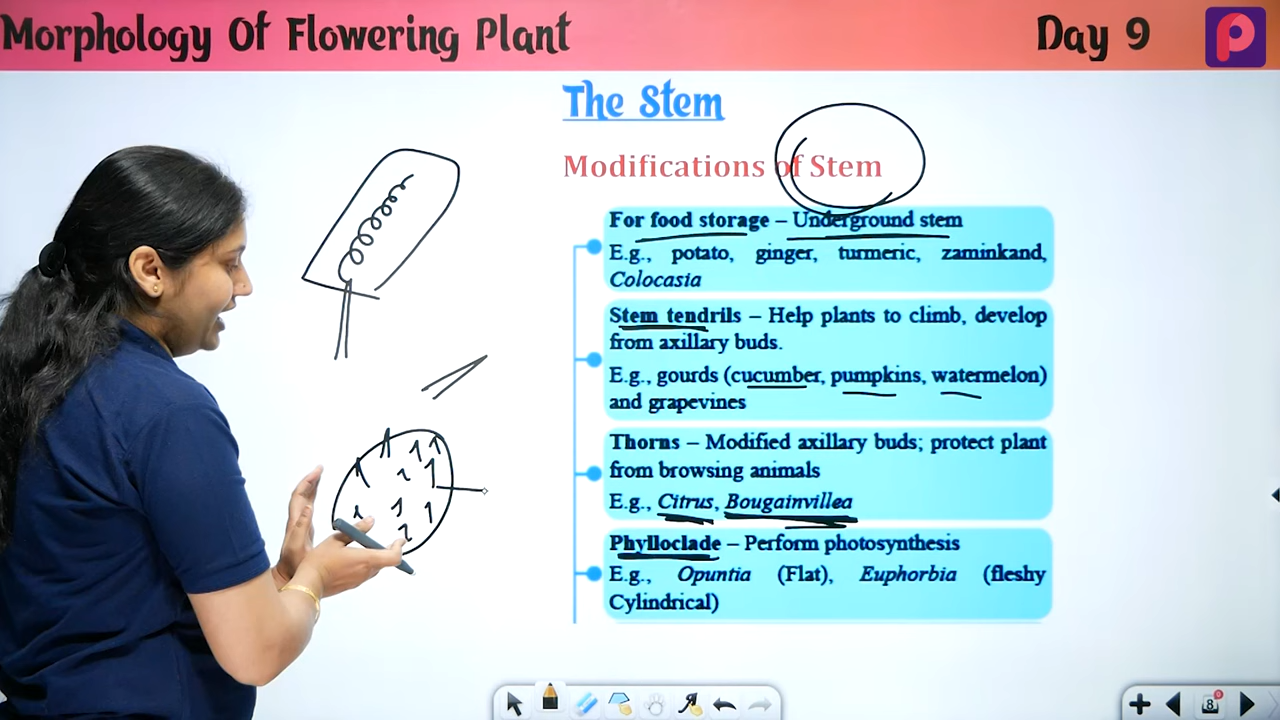 Morphology Of Flowering Plant
Day 9
The Stem
Modifications of Stem
For food storage – Underground stem
E.g., potato, ginger, turmeric, zaminkand,
Colocasia
Stem tendrils – Help plants to climb, develop
from axillary buds.
E.g., gourds (cucumber, pumpkins, watermelon)
and grapevines
Thorns – Modified axillary buds; protect plant
from browsing animals
E.g., Citrus, Bougainvillea
Phylloclade – Perform photosynthesis
E.g., Opuntia (Flat), Euphorbia (fleshy
Cylindrical)
8